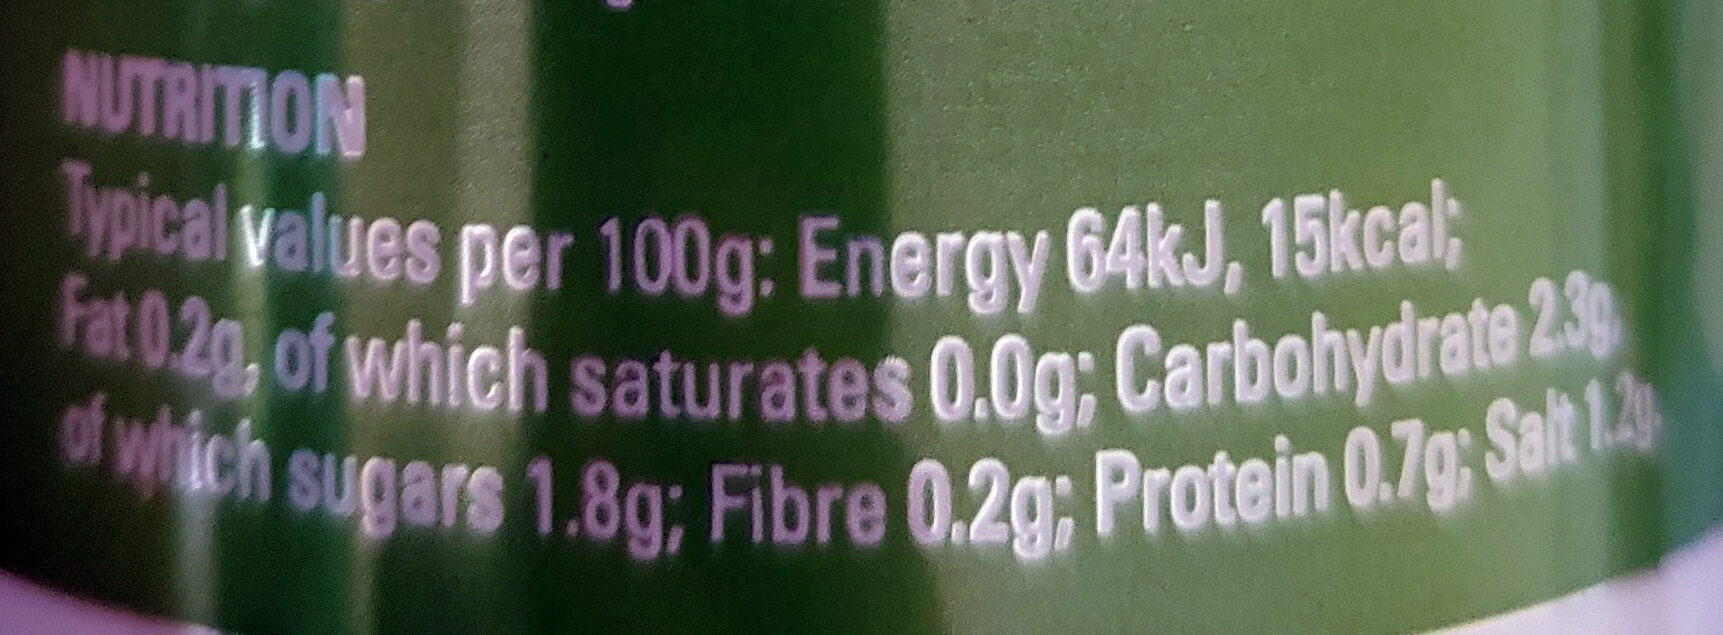 NUTRITION
Typical values per 100g: Energy 64kJ, 15kcal;
Fat 0.2g, of which saturates 0.0g; Carbohydrate 2.3g,
of which sugars 1.8g; Fibre 0.2g; Protein 0.7g; Salt 1.2g.